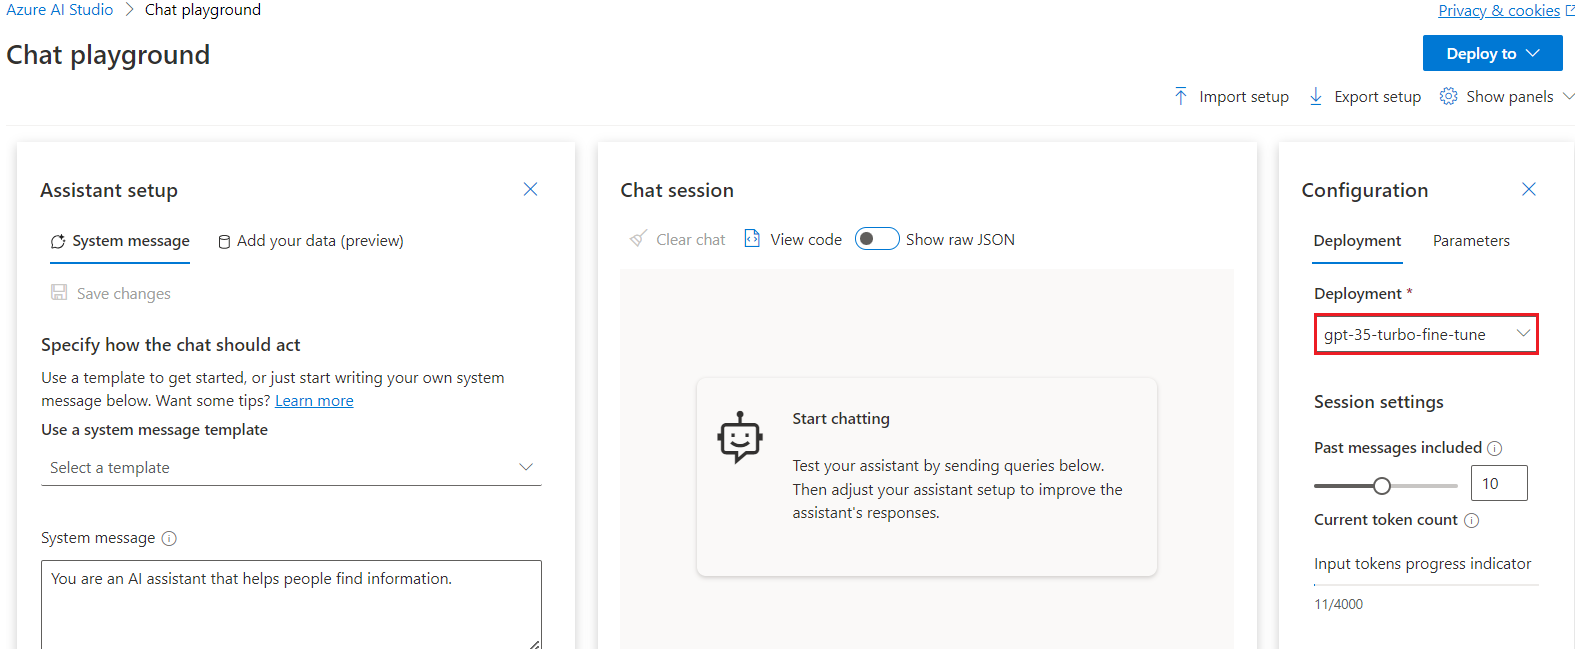 Azure AI Studio > Chat playground
Privacy & cookies
Chat playground
Deploy to
Import setup
Export setup
Show panels
Assistant setup
System message
Add your data (preview)
Save changes
Specify how the chat should act
Use a template to get started, or just start writing your own system
message below. Want some tips? Learn more
Use a system message template
Select a template
System message
You are an AI assistant that helps people find information.
Chat session
Clear chat
View code
Show raw JSON
Start chatting
Test your assistant by sending queries below.
Then adjust your assistant setup to improve the
assistant's responses.
Configuration
Deployment
Parameters
Deployment *
gpt-35-turbo-fine-tune
Session settings
Past messages included
10
Current token count
Input tokens progress indicator
11/4000